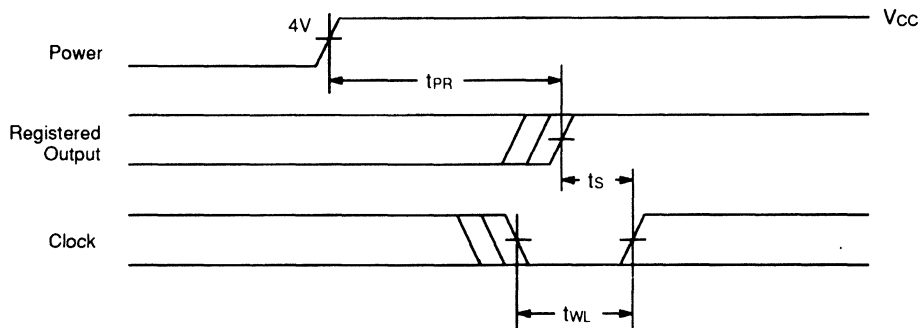 4V
VCC
Power
tPR
Registered
Output
tS
Clock
tWL